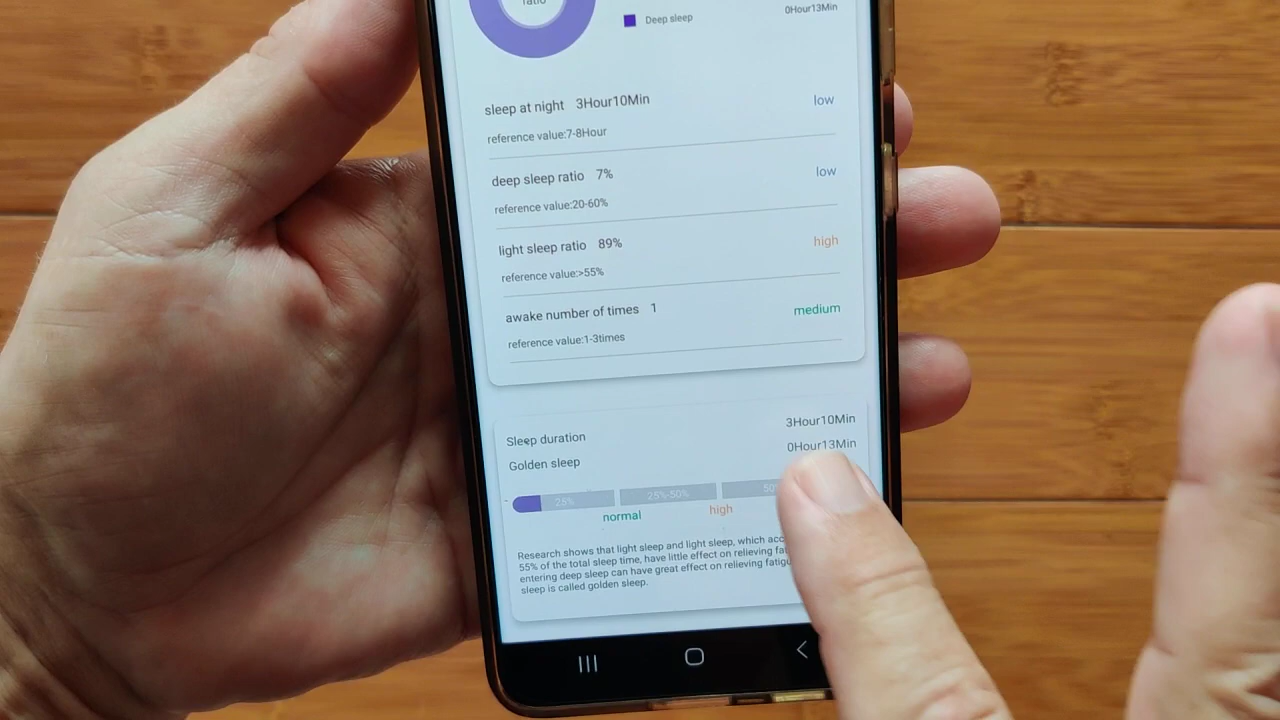 ratio
Deep sleep
0Hour13Min
sleep at night 3Hour10Min
low
reference value:7-8Hour
deep sleep ratio 7%
low
reference value:20-60%
light sleep ratio 89%
high
reference value:>55%
awake number of times 1
medium
reference value:1-3times
Sleep duration
3Hour10Min
Golden sleep
0Hour13Min
25%
25%-50%
normal
high
Research shows that light sleep and light sleep, which
55% of the total sleep time, have little effect on relieving
entering deep sleep can have great effect on relieving
sleep is called golden sleep.